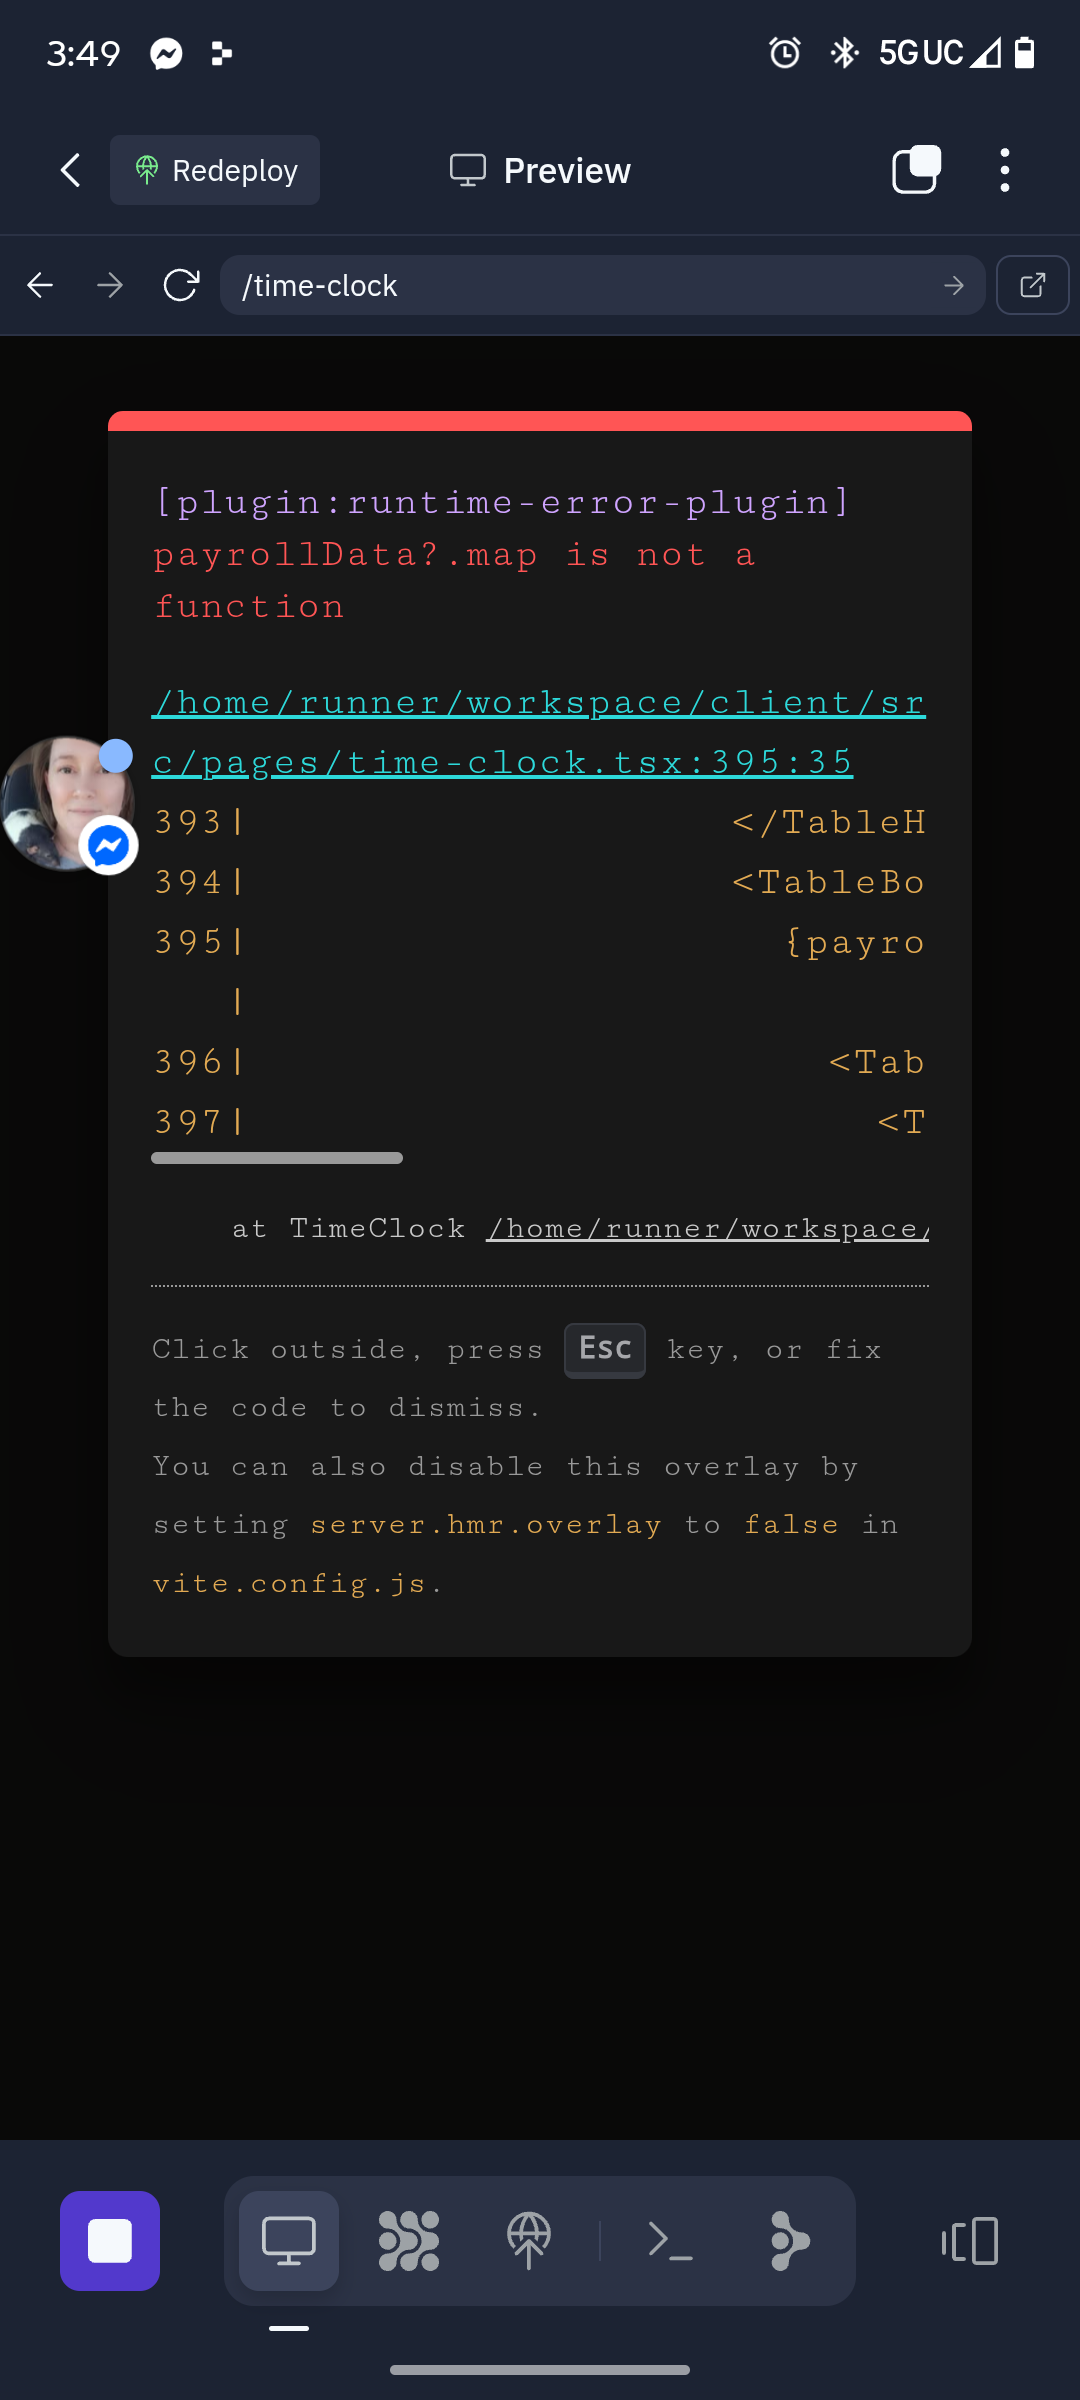 3:49
5G UC
Redeploy
Preview
/time-clock
[plugin:runtime-error-plugin]
payrollData?.map is not a
function
/home/runner/workspace/client/sr
c/pages/time-clock.tsx:395:35
393| </TableH
394| <TableBo
395| {payro
|
396| <Tab
397| <T
at TimeClock /home/runner/workspace/
Click outside, press Esc key, or fix
the code to dismiss.
You can also disable this overlay by
setting server.hmr.overlay to false in
vite.config.js.